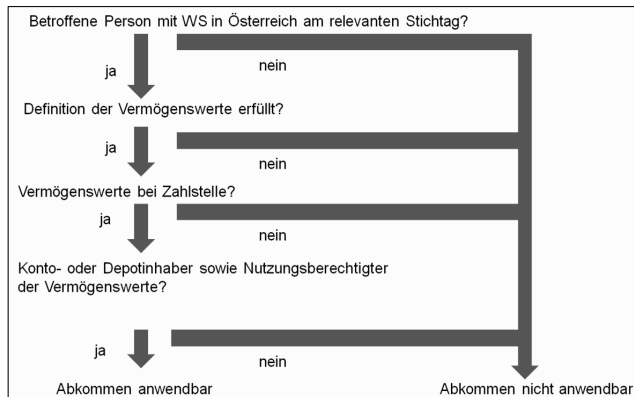 Betroffene Person mit WS in Österreich am relevanten Stichtag?
ja
nein
Definition der Vermögenswerte erfüllt?
ja
nein
Vermögenswerte bei Zahlstelle?
ja
nein
Konto- oder Depotinhaber sowie Nutzungsberechtigter
der Vermögenswerte?
ja
nein
Abkommen anwendbar
Abkommen nicht anwendbar